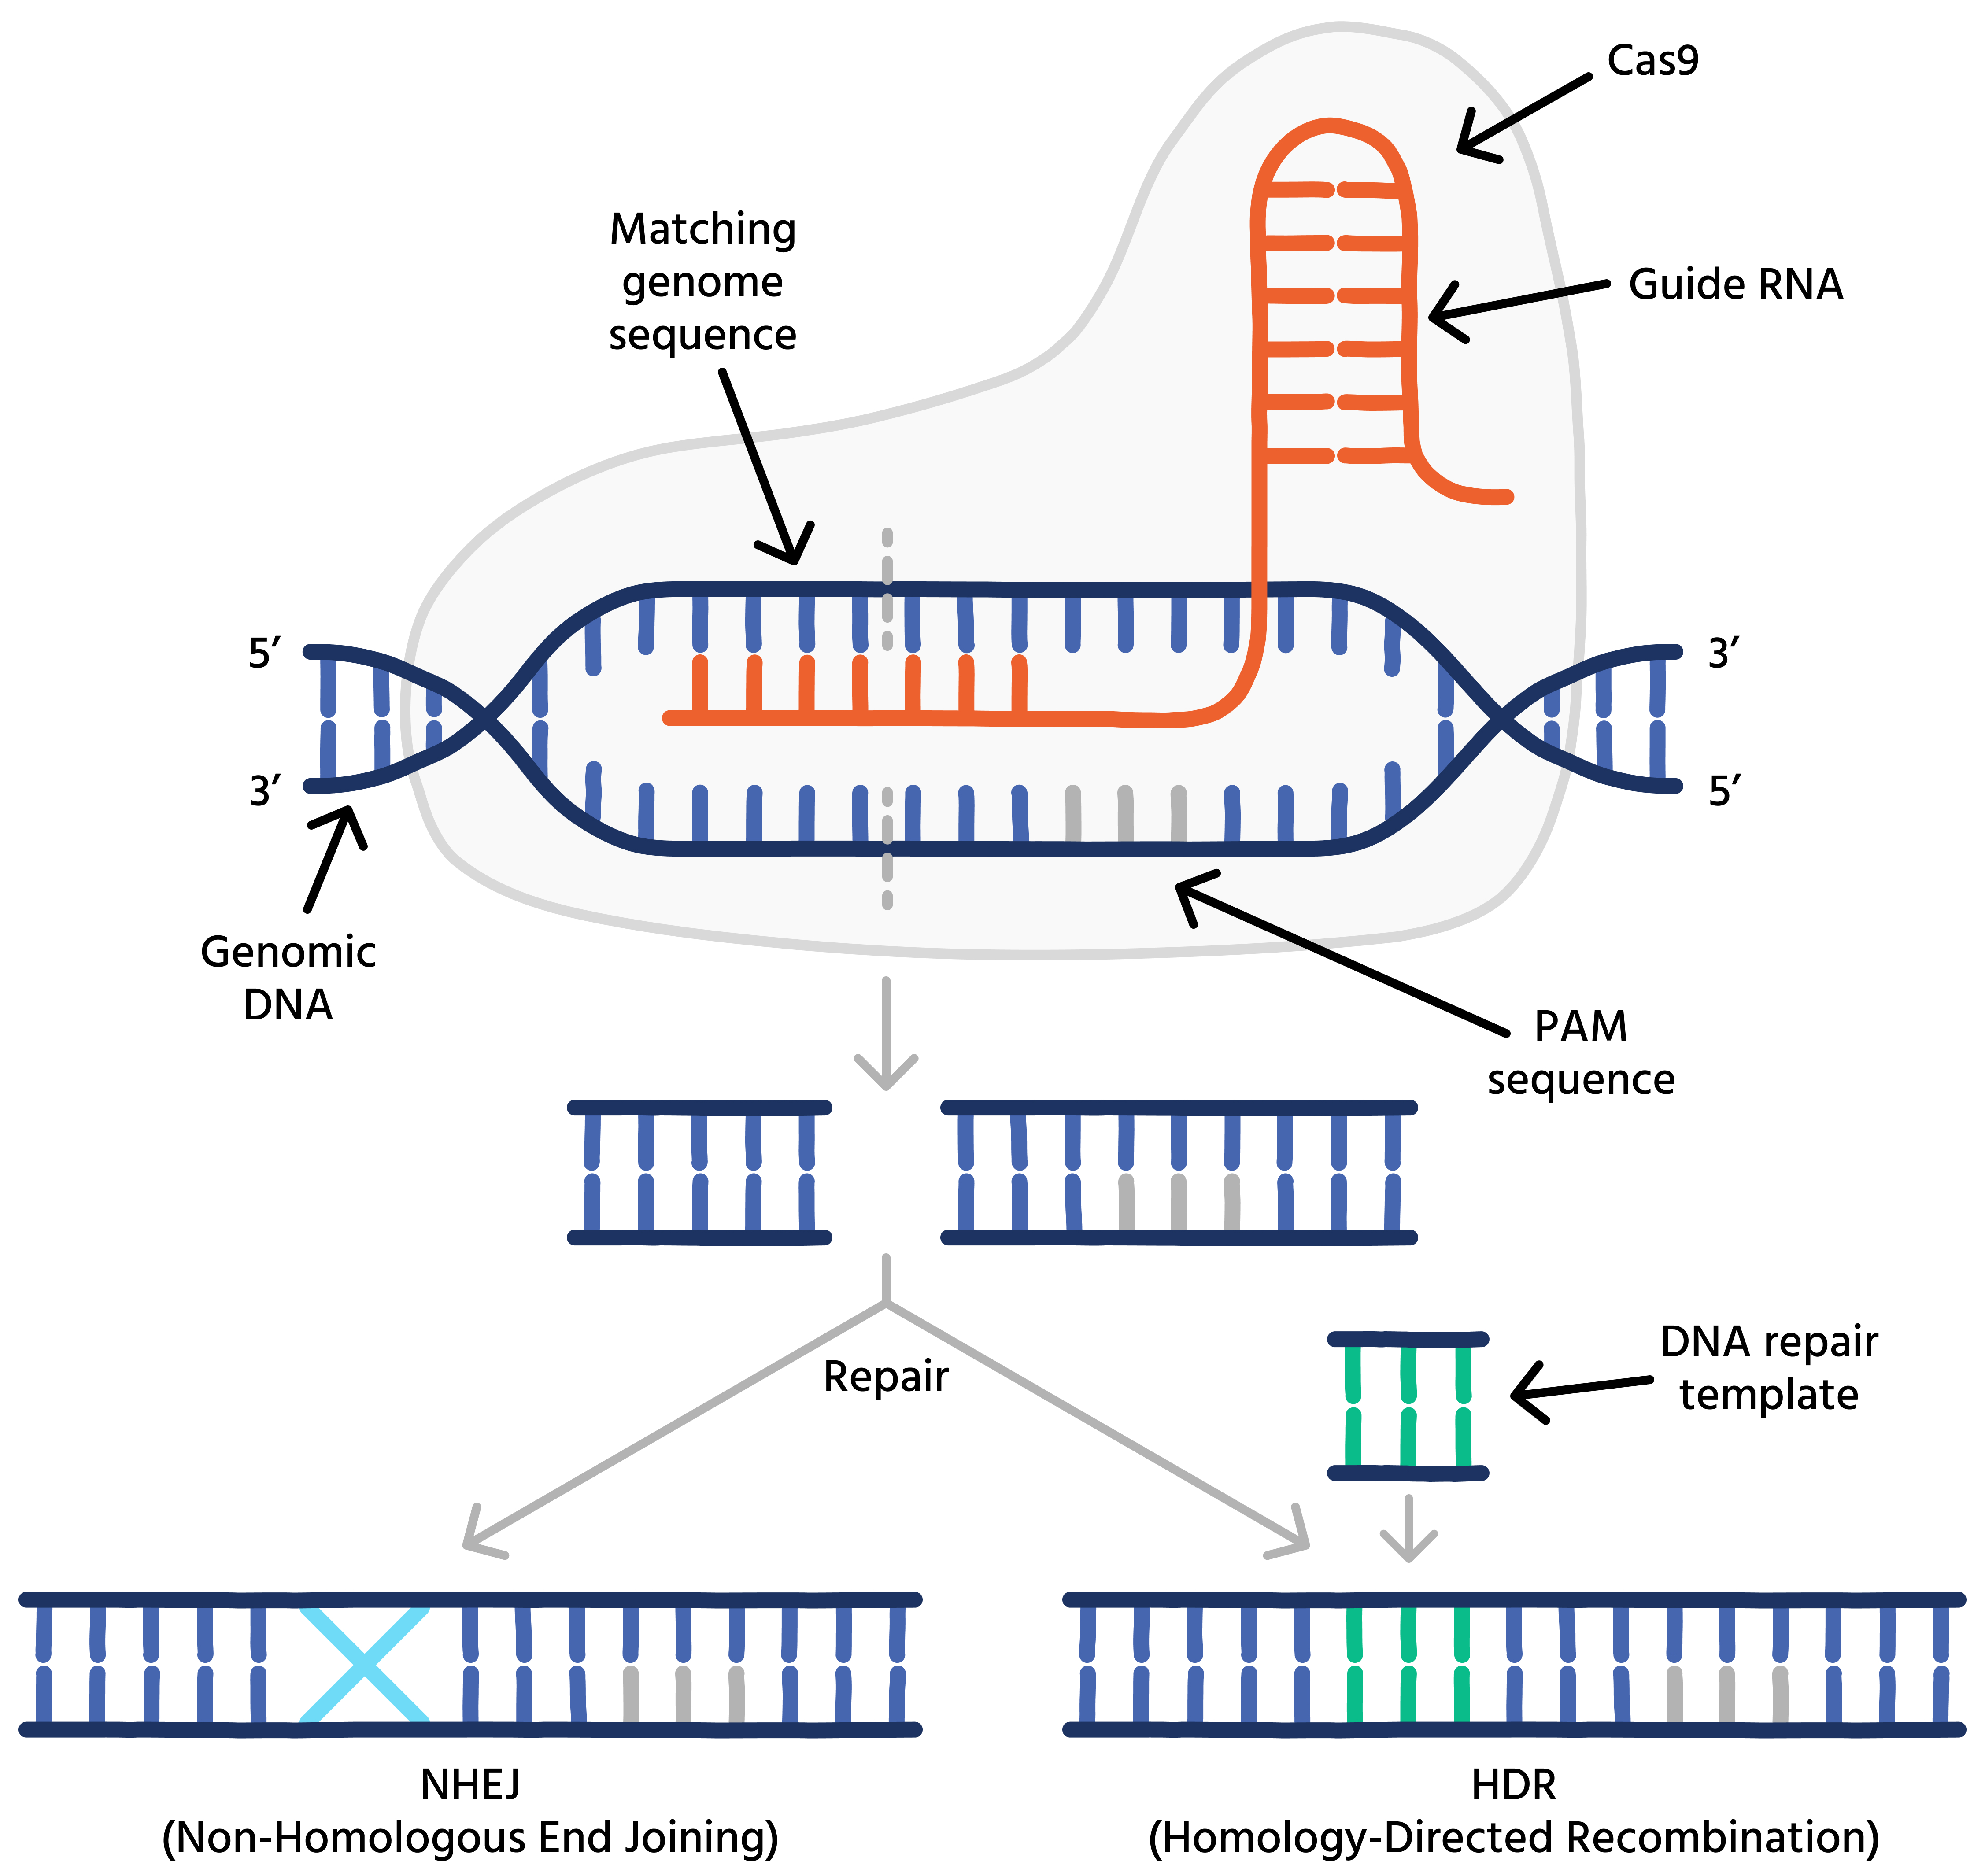 Cas9
Matching
genome
sequence
Guide RNA
5′
3′
3′
5′
Genomic
DNA
PAM
sequence
Repair
DNA repair
template
NHEJ
(Non-Homologous End Joining)
HDR
(Homology-Directed Recombination)